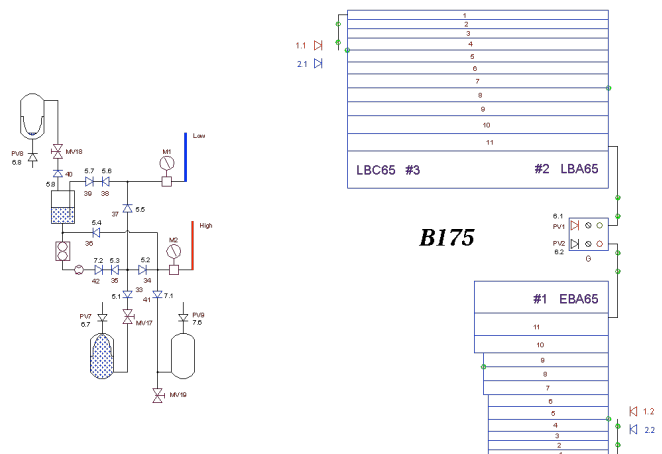 1
2
3
4
5
6
7
8
9
10
11
LBC65 #3
#2 LBA65
1.1
2.1
Low
M1
PV8
6.8
MV18
40
5.8
5.7
5.6
39
38
37
5.5
5.4
36
High
M2
7.2
5.3
5.2
42
35
34
33
5.1
41
7.1
PV7
6.7
MV17
PV9
7.6
MV19
B175
6.1
PV1
PV2
6.2
G
#1 EBA65
11
10
9
8
7
6
5
4
3
2
1.2
2.2